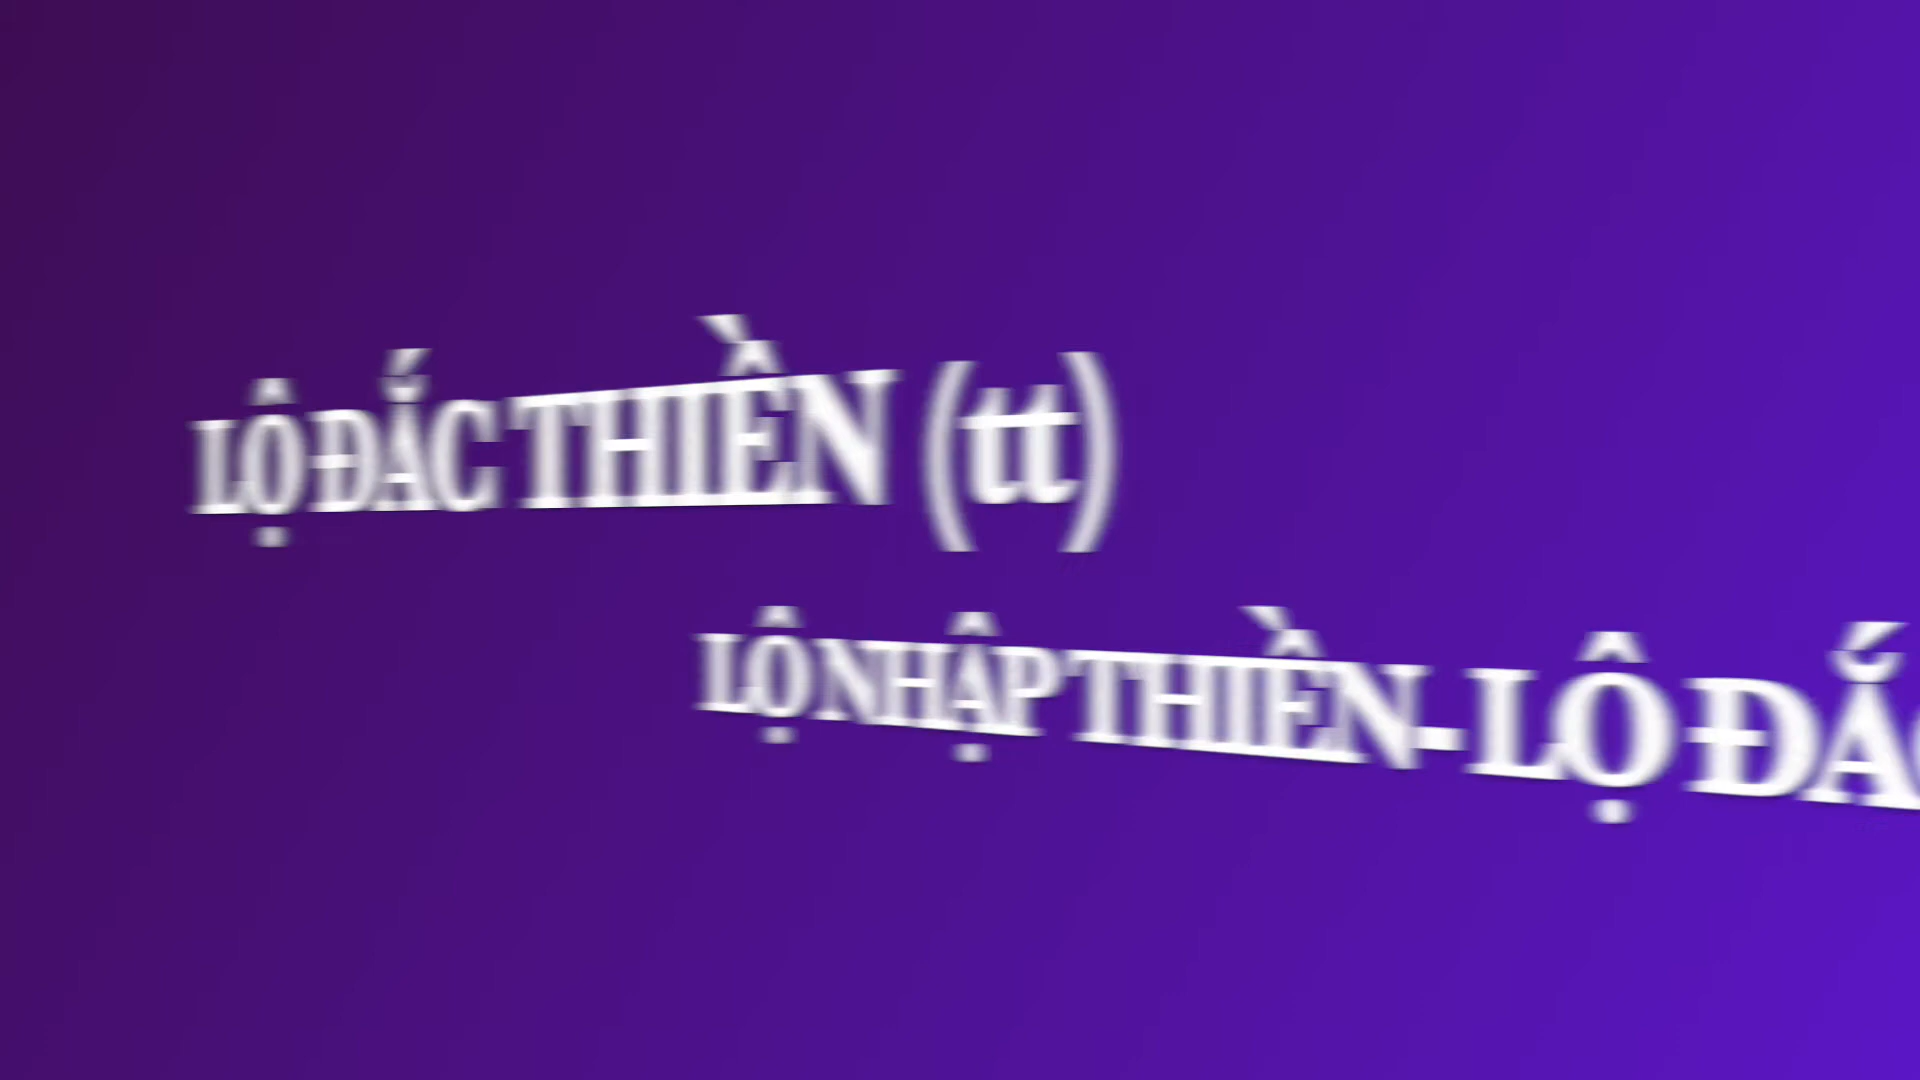 LỘ ĐẮC THIỀN (tt)
LỘ NHẬP THIỀN - LỘ ĐẮC